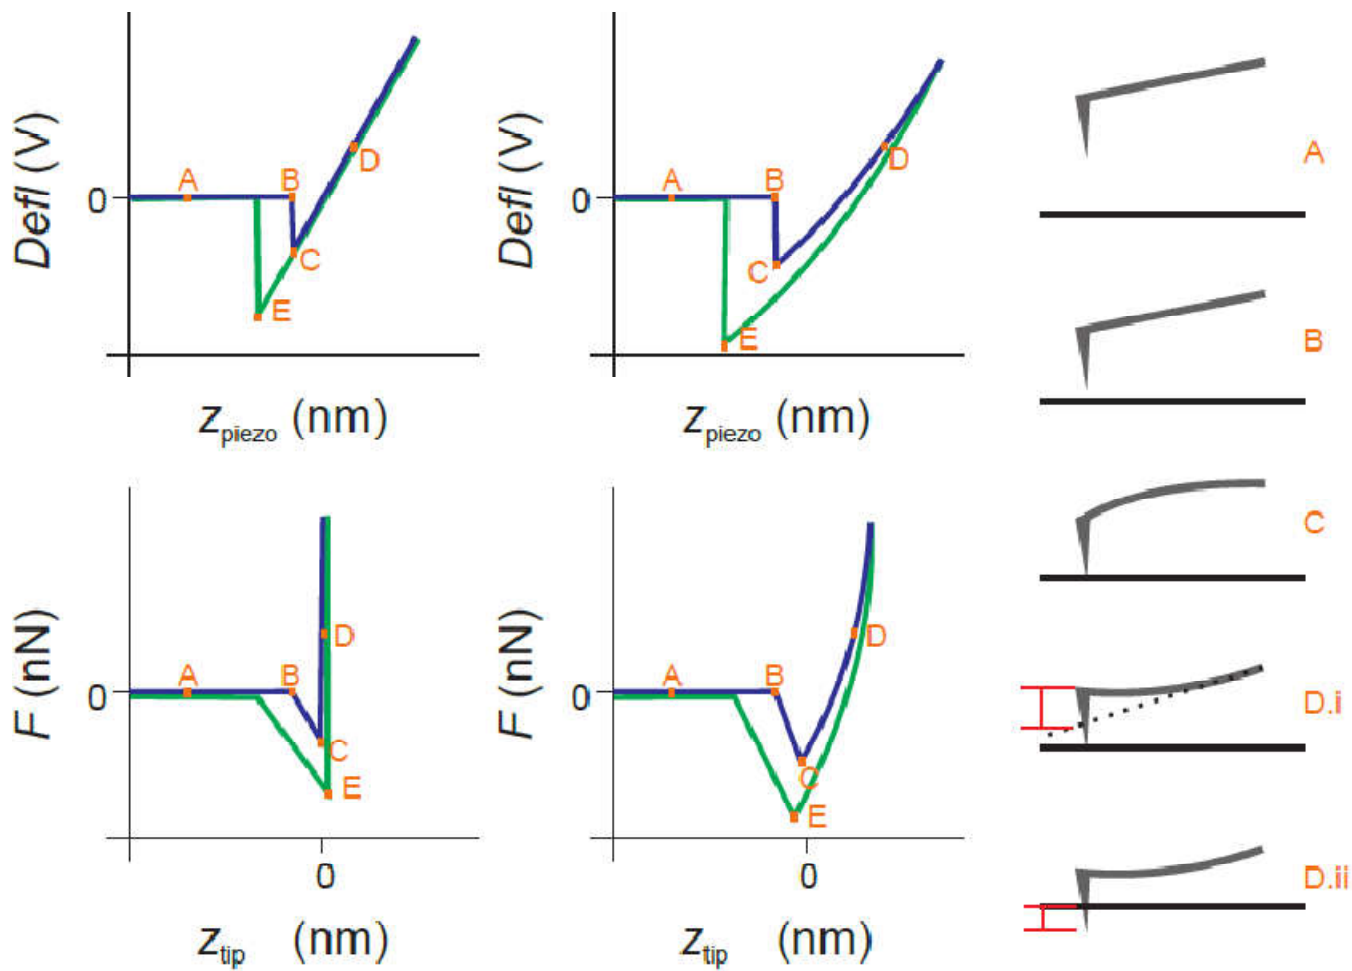 Defl (V)
0
A
B
C
D
E
z_piezo (nm)
Defl (V)
0
A
B
C
D
E
z_piezo (nm)
F (nN)
0
A
B
C
D
E
0
z_tip (nm)
F (nN)
0
A
B
C
D
E
0
z_tip (nm)
A
B
C
D.i
D.ii